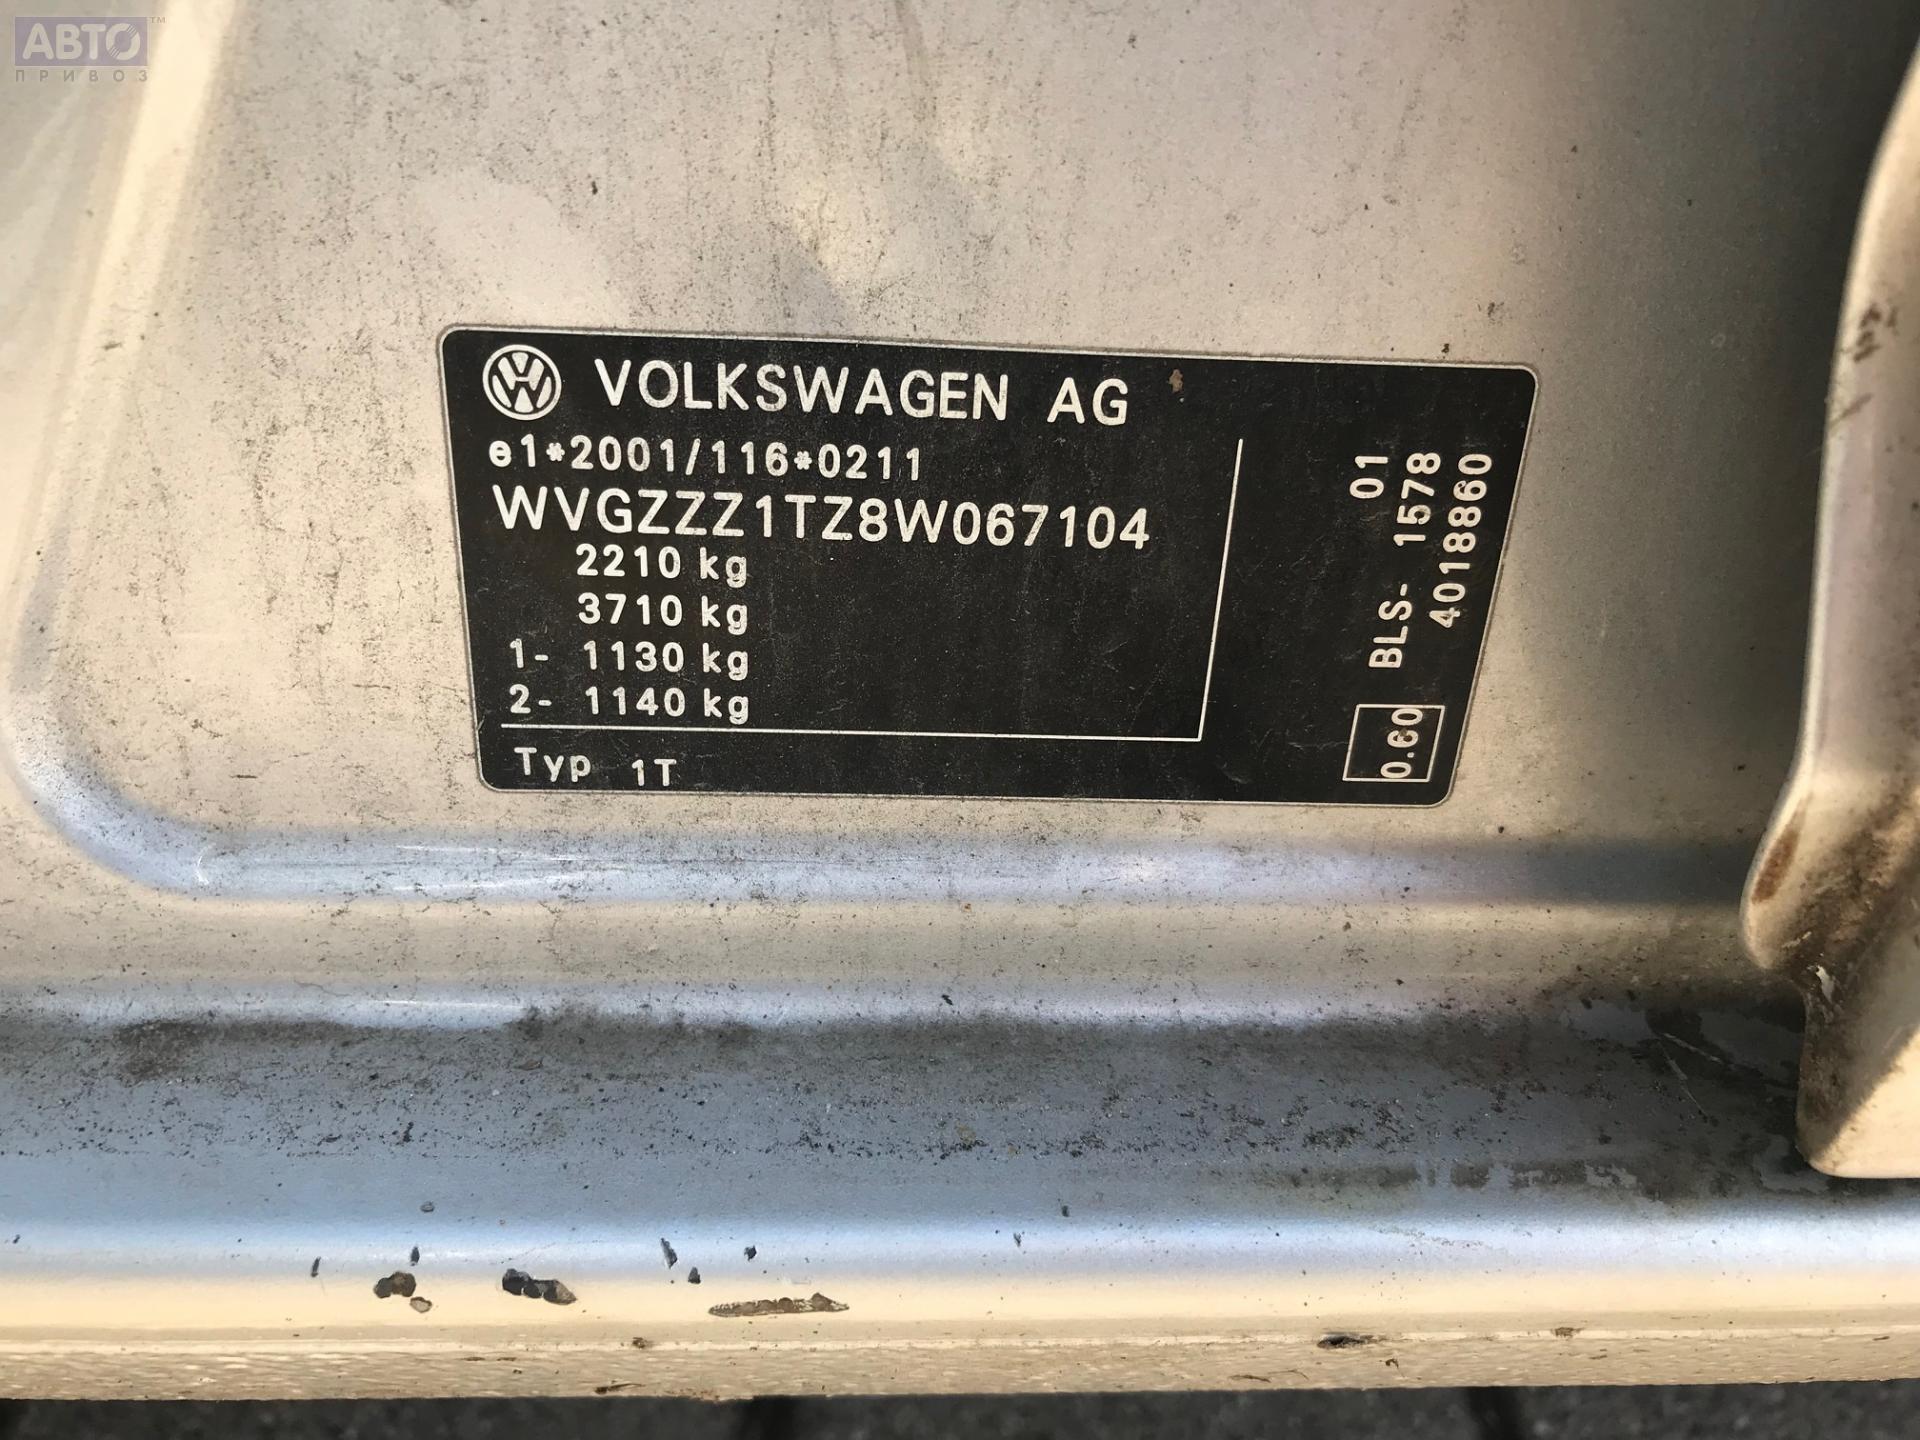 АВТО™
ПРИВОЗ
VOLKSWAGEN AG
e1*2001/116*0211
WVGZZZ1TZ8W067104
2210 kg
3710 kg
1- 1130 kg
2- 1140 kg
Typ 1T
01
BLS- 1578
4018860
0.60